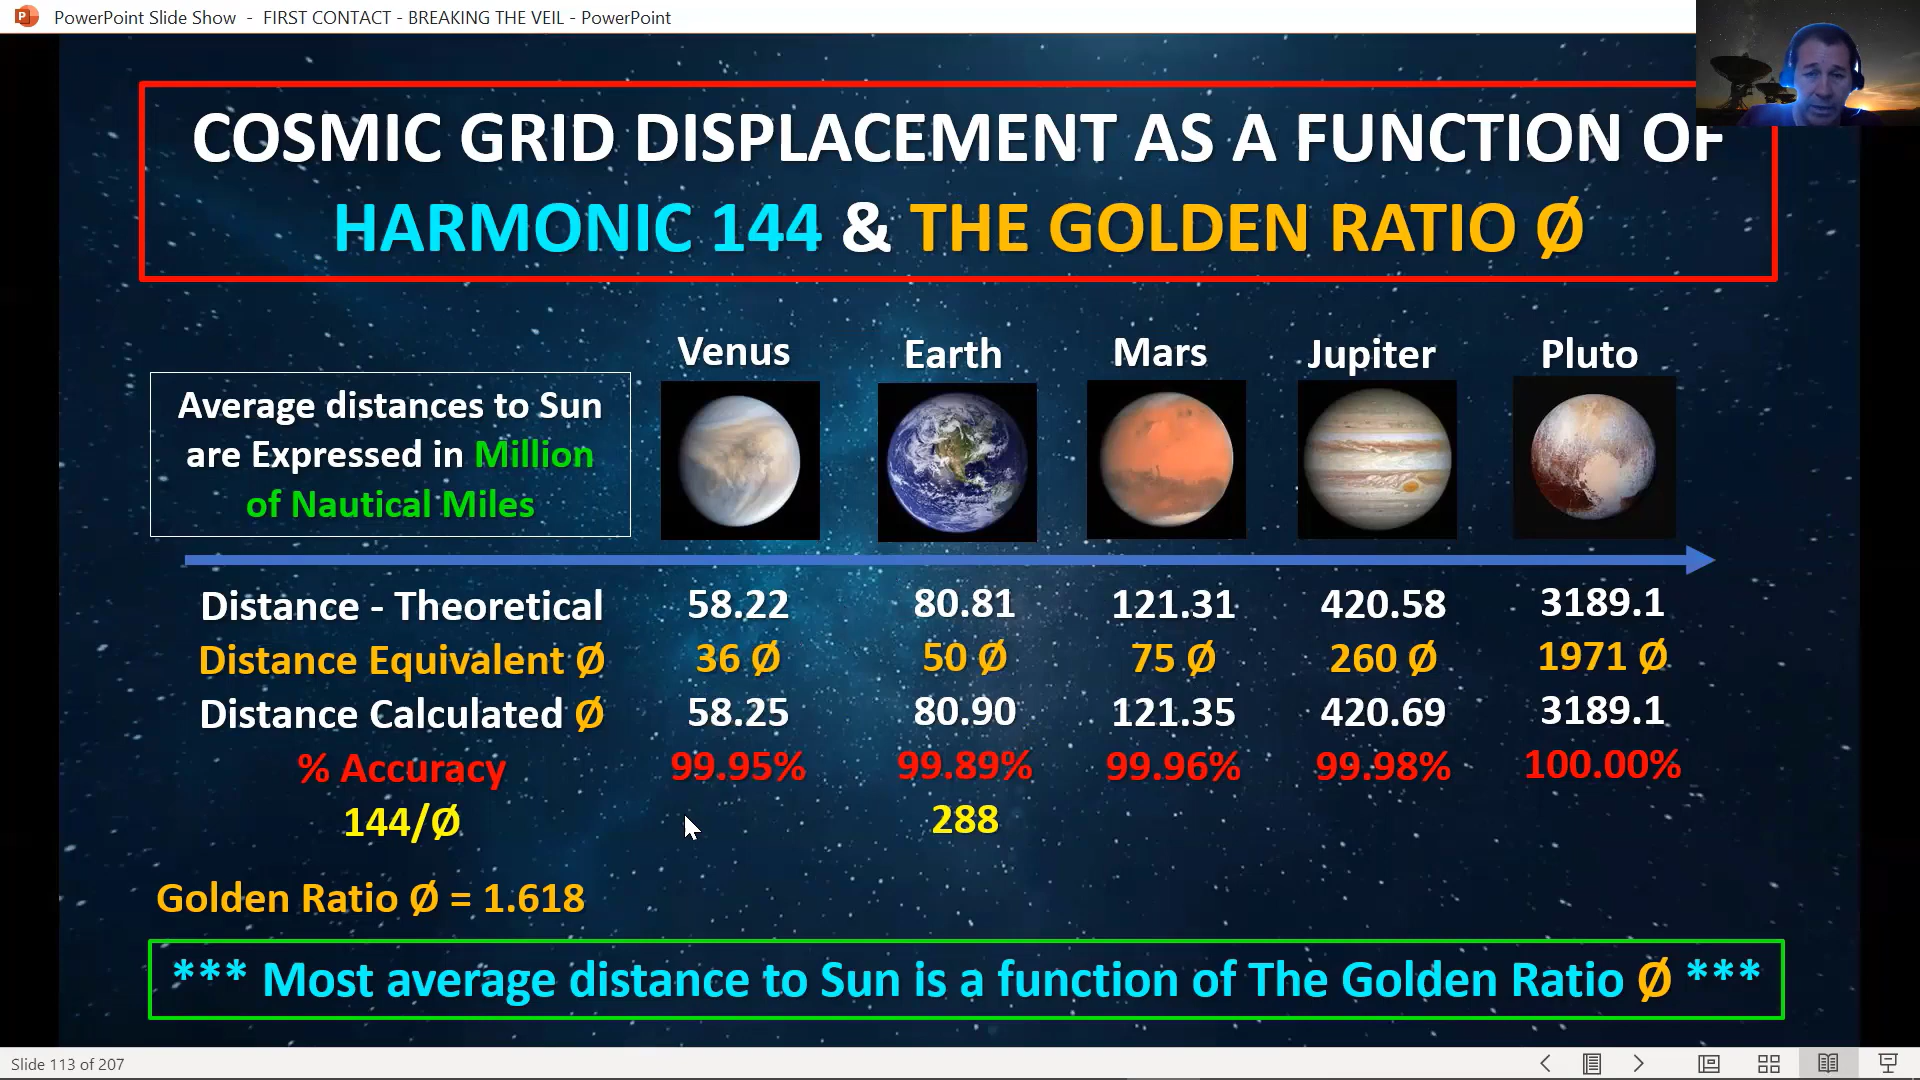 PowerPoint Slide Show - FIRST CONTACT - BREAKING THE VEIL - PowerPoint
COSMIC GRID DISPLACEMENT AS A FUNCTION OF
HARMONIC 144 & THE GOLDEN RATIO Ø
Venus Earth Mars Jupiter Pluto
Average distances to Sun
are Expressed in Million
of Nautical Miles
Distance - Theoretical 58.22 80.81 121.31 420.58 3189.1
Distance Equivalent Ø 36 Ø 50 Ø 75 Ø 260 Ø 1971 Ø
Distance Calculated Ø 58.25 80.90 121.35 420.69 3189.1
% Accuracy 99.95% 99.89% 99.96% 99.98% 100.00%
144/Ø 288
Golden Ratio Ø = 1.618
*** Most average distance to Sun is a function of The Golden Ratio Ø ***
Slide 113 of 207